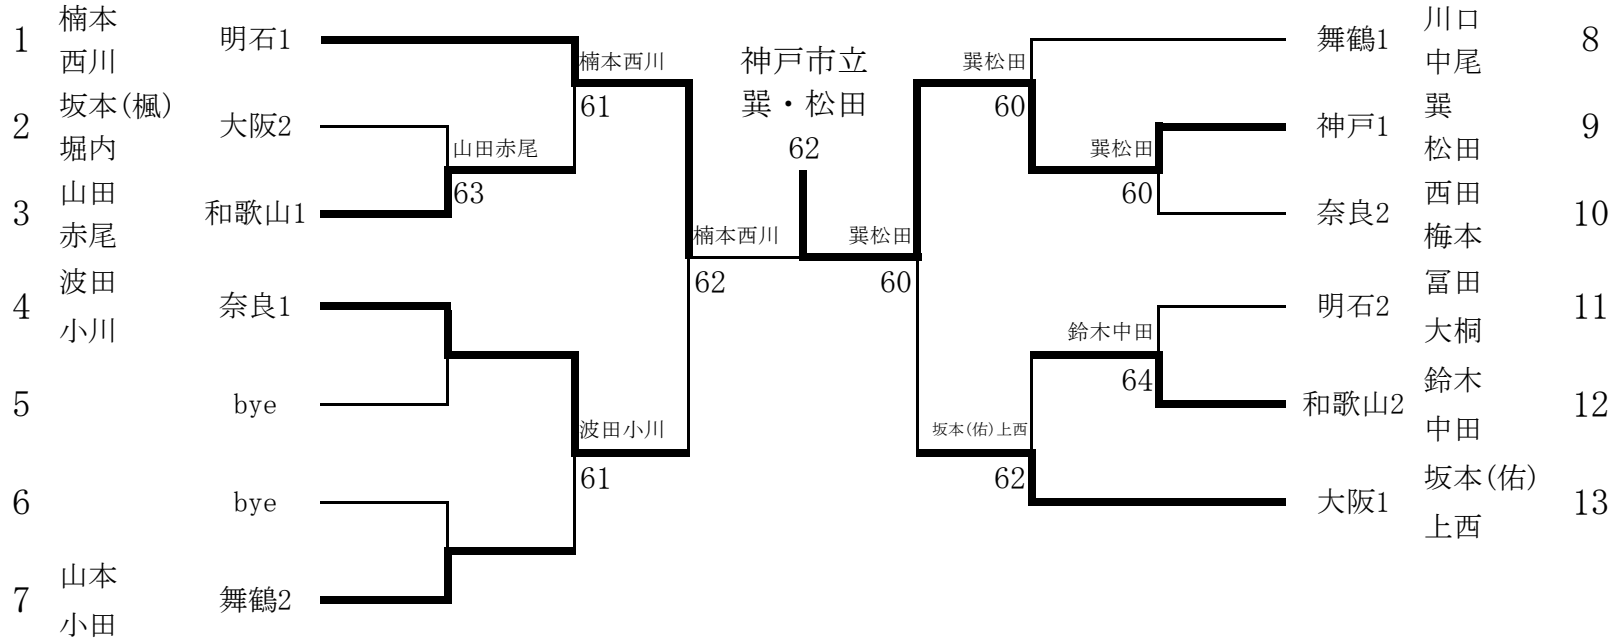 1
楠本
西川
明石1
2
坂本(楓)
堀内
大阪2
3
山田
赤尾
和歌山1
4
波田
小川
奈良1
5
bye
6
bye
7
山本
小田
舞鶴2
山田赤尾
63
楠本西川
61
波田小川
61
楠本西川
62
神戸市立
巽・松田
62
巽松田
60
巽松田
60
巽松田
60
鈴木中田
64
坂本(佑)上西
62
舞鶴1
川口
中尾
8
神戸1
巽
松田
9
奈良2
西田
梅本
10
明石2
冨田
大桐
11
和歌山2
鈴木
中田
12
大阪1
坂本(佑)
上西
13